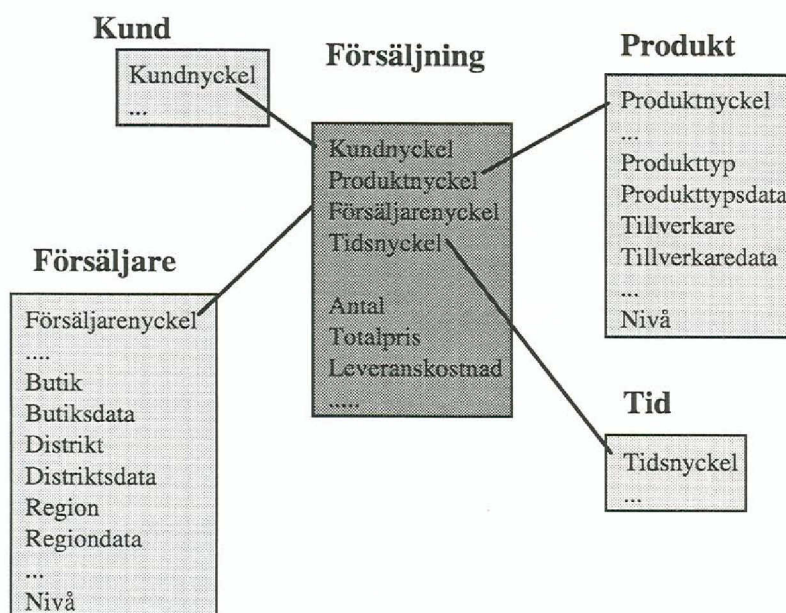 Kund
Kundnyckel
...
Försäljning
Kundnyckel
Produktnyckel
Försäljarenyckel
Tidsnyckel
Antal
Totalpris
Leveranskostnad
.....
Produkt
Produktnyckel
...
Produkttyp
Produkttypsdata
Tillverkare
Tillverkaredata
...
Nivå
Försäljare
Försäljarenyckel
....
Butik
Butiksdata
Distrikt
Distriktsdata
Region
Regiondata
...
Nivå
Tid
Tidsnyckel
...